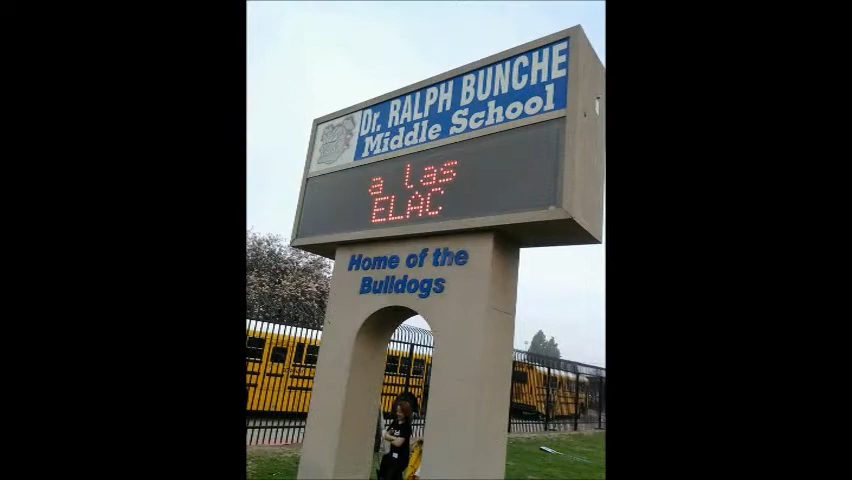 Dr. RALPH BUNCHE
Middle School
a las
ELAC
Home of the
Bulldogs